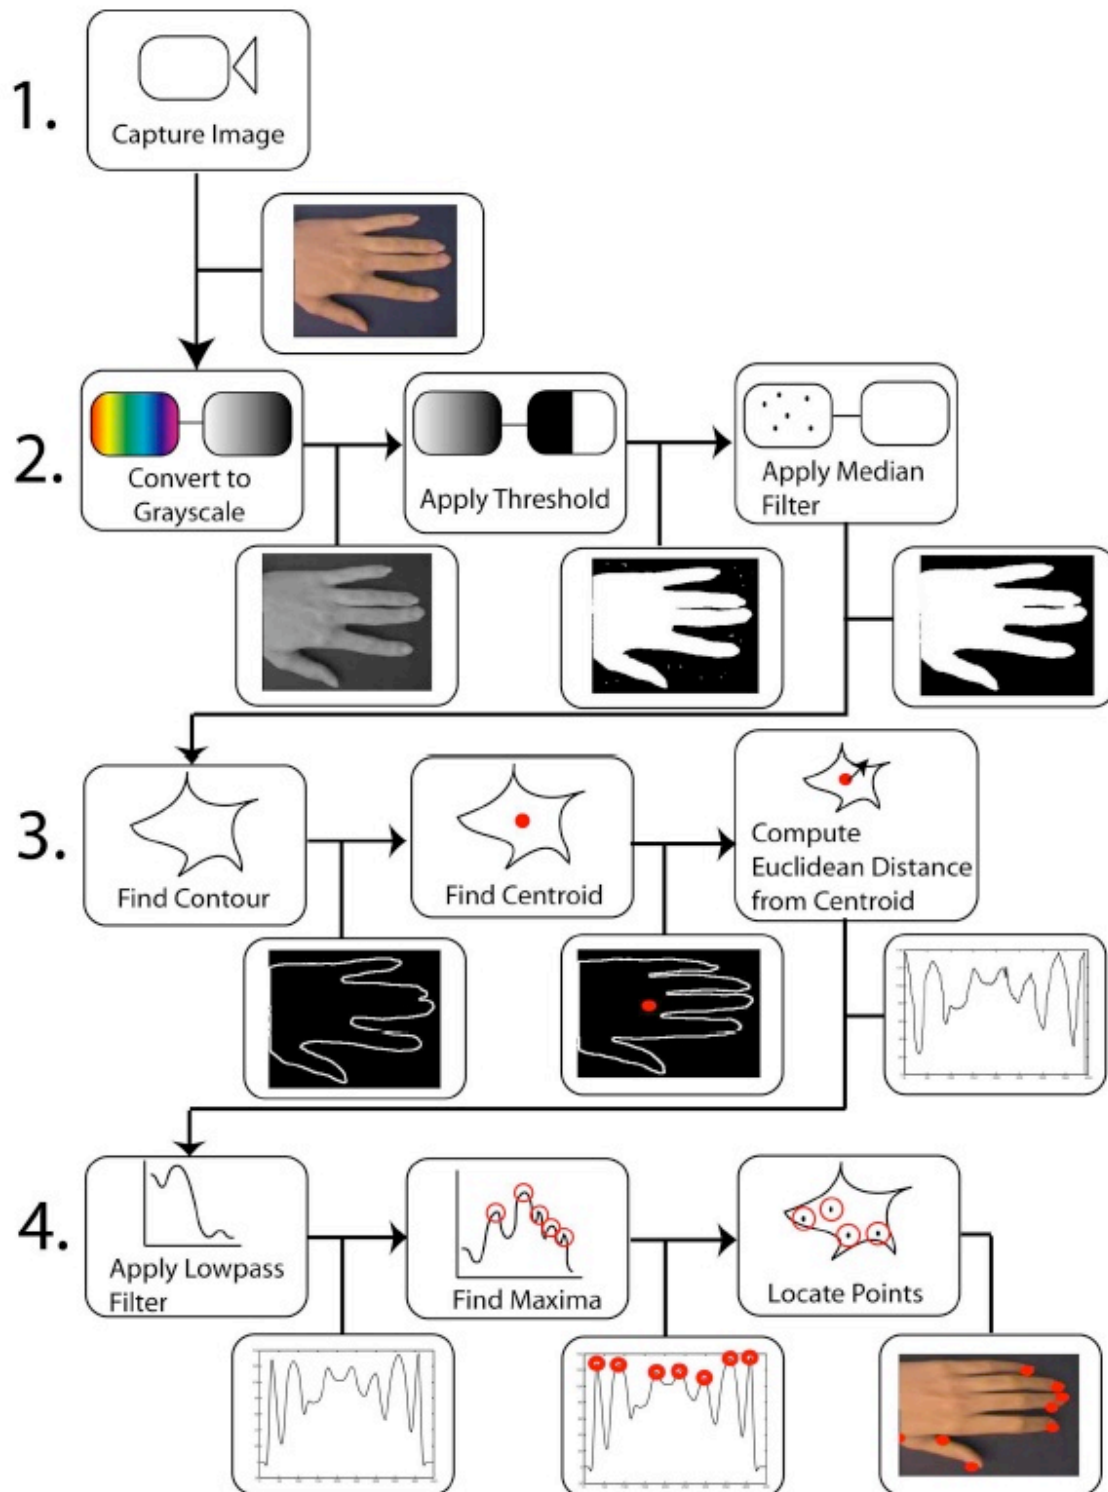 1.
Capture Image
2.
Convert to
Grayscale
Apply Threshold
Apply Median
Filter
3.
Find Contour
Find Centroid
Compute
Euclidean Distance
from Centroid
4.
Apply Lowpass
Filter
Find Maxima
Locate Points